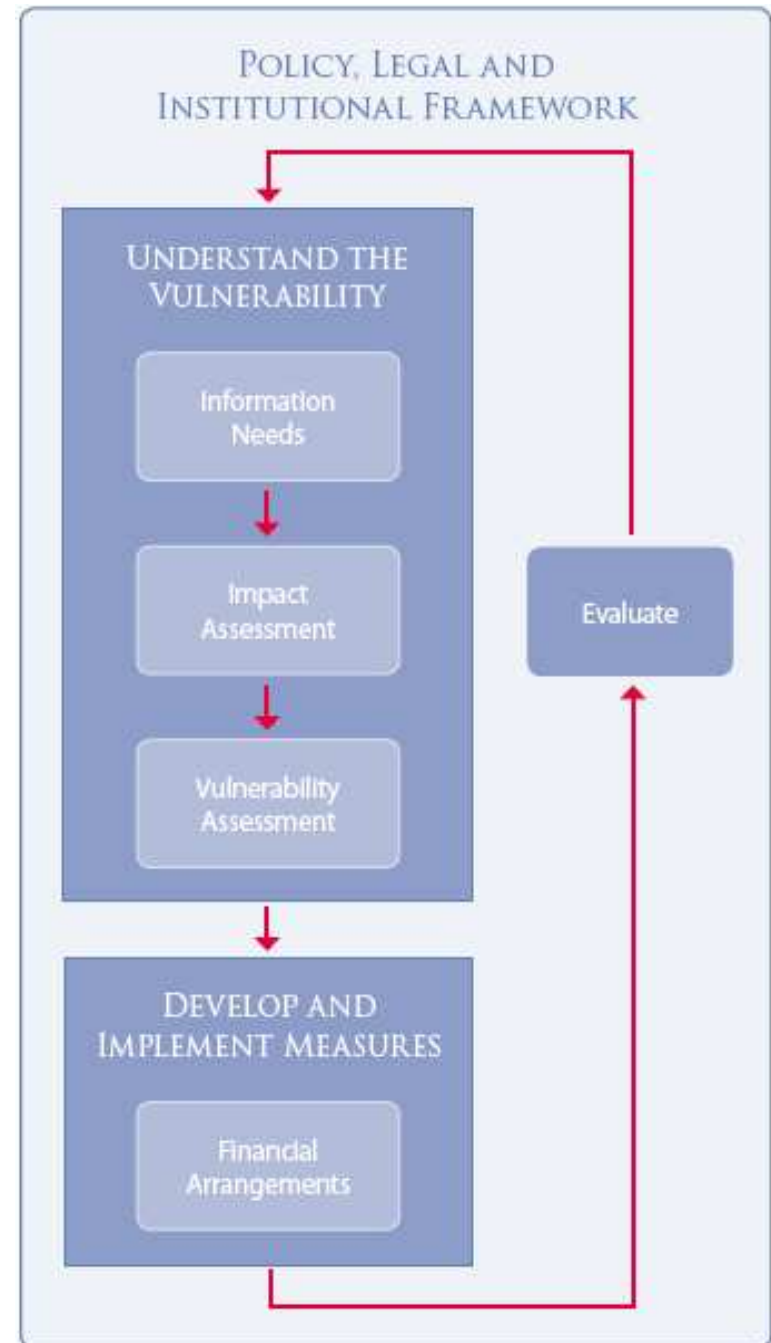 POLICY, LEGAL AND
INSTITUTIONAL FRAMEWORK
UNDERSTAND THE
VULNERABILITY
Information
Needs
Impact
Assessment
Vulnerability
Assessment
Evaluate
DEVELOP AND
IMPLEMENT MEASURES
Financial
Arrangements